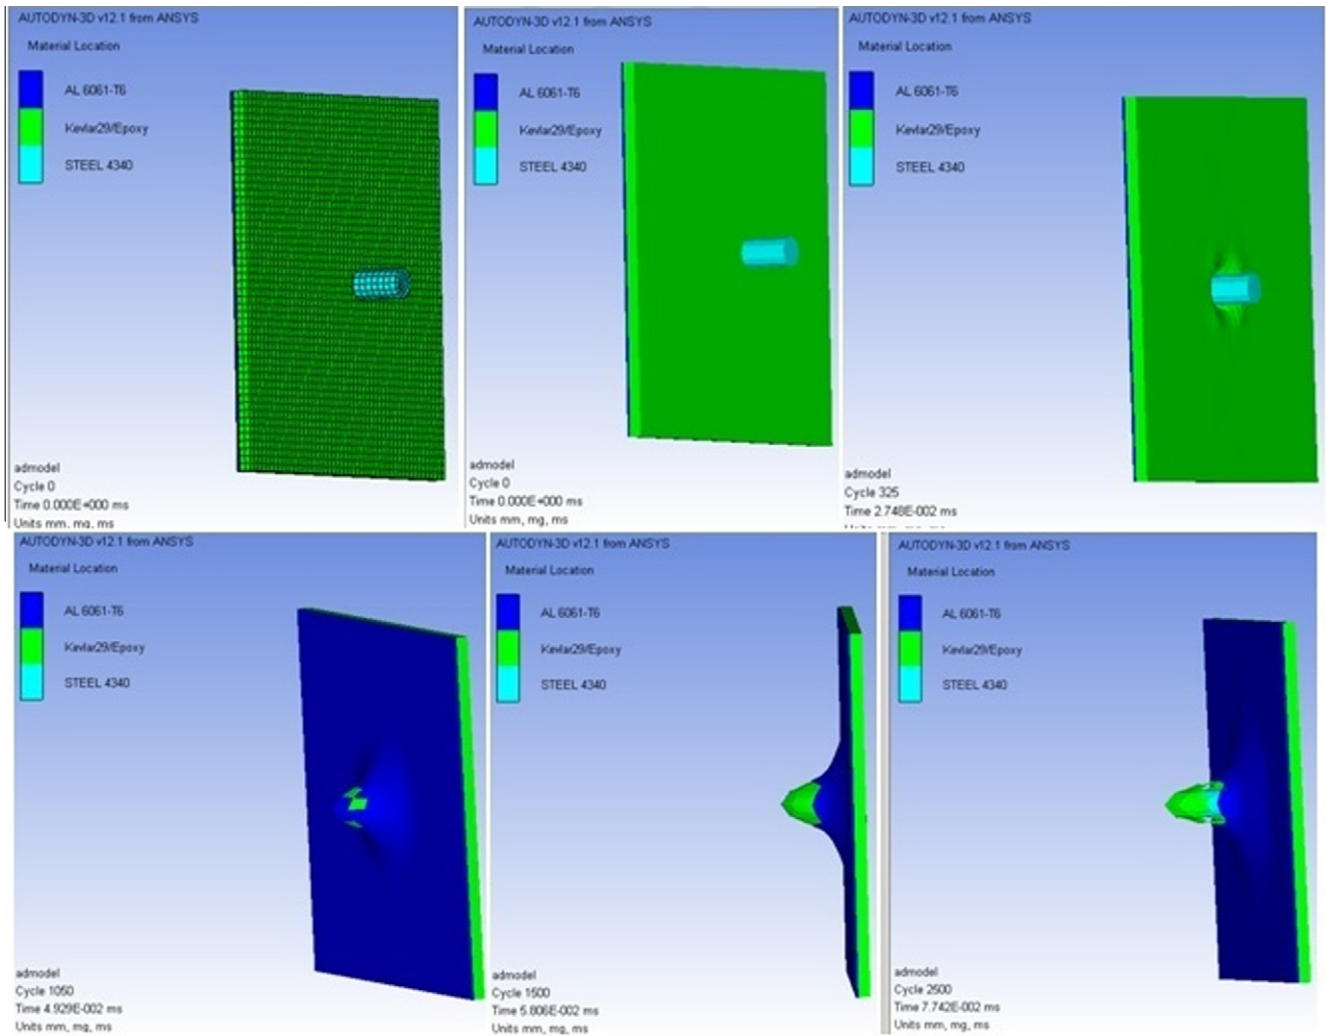 AUTODYN-3D v12.1 from ANSYS
Material Location
AL 6061-T6
Kevlar29/Epoxy
STEEL 4340
admodel
Cycle 0
Time 0.000E+000 ms
Units mm, mg, ms
AUTODYN-3D v12.1 from ANSYS
Material Location
AL 6061-T6
Kevlar29/Epoxy
STEEL 4340
admodel
Cycle 0
Time 0.000E+000 ms
Units mm, mg, ms
AUTODYN-3D v12.1 from ANSYS
Material Location
AL 6061-T6
Kevlar29/Epoxy
STEEL 4340
admodel
Cycle 325
Time 2.748E-002 ms
AUTODYN-3D v12.1 from ANSYS
Material Location
AL 6061-T6
Kevlar29/Epoxy
STEEL 4340
admodel
Cycle 1050
Time 4.929E-002 ms
Units mm, mg, ms
AUTODYN-3D v12.1 from ANSYS
Material Location
AL 6061-T6
Kevlar29/Epoxy
STEEL 4340
admodel
Cycle 1500
Time 5.806E-002 ms
Units mm, mg, ms
AUTODYN-3D v12.1 from ANSYS
Material Location
AL 6061-T6
Kevlar29/Epoxy
STEEL 4340
admodel
Cycle 2500
Time 7.742E-002 ms
Units mm, mg, ms